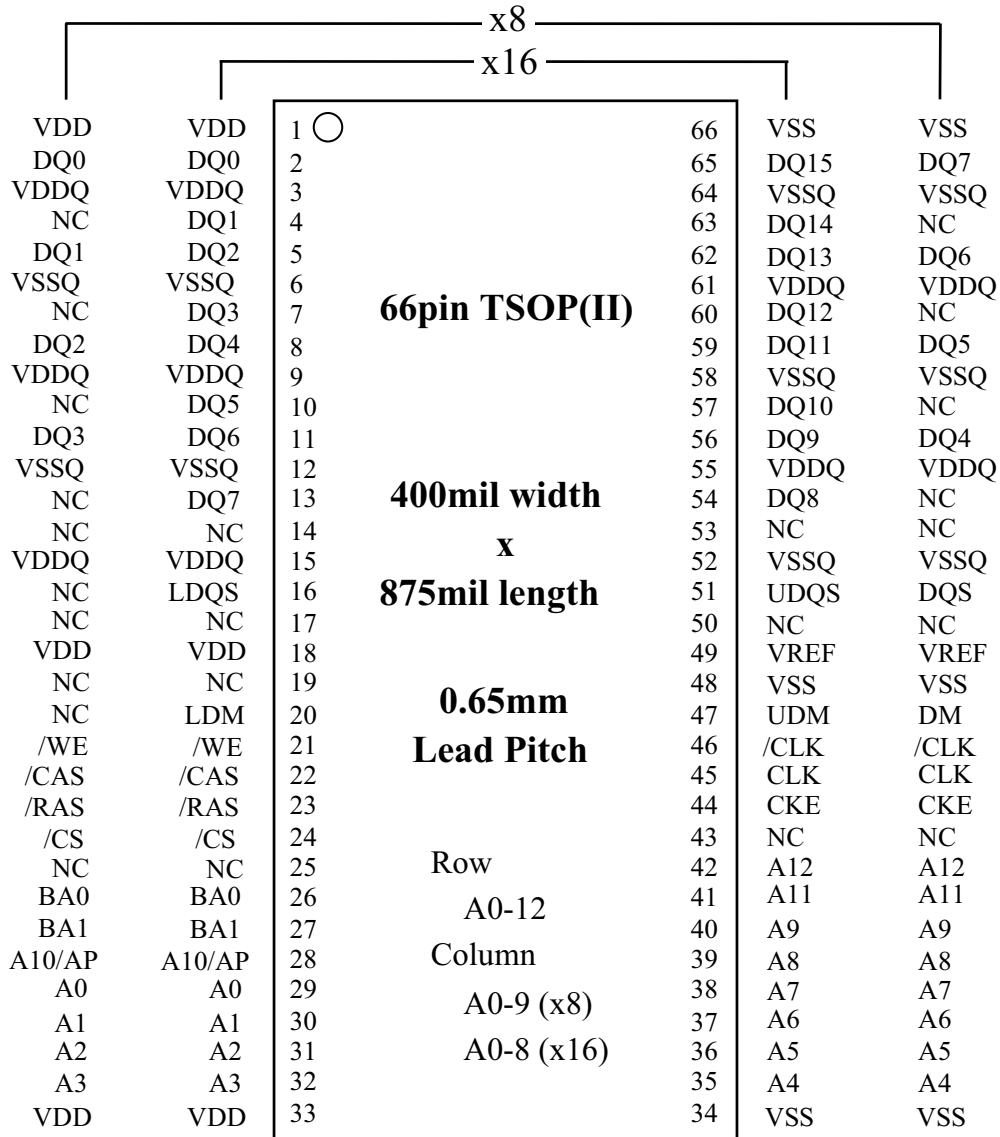 x8
x16
VDD VDD 1 66 VSS VSS
DQ0 DQ0 2 65 DQ15 DQ7
VDDQ VDDQ 3 64 VSSQ VSSQ
NC DQ1 4 63 DQ14 NC
DQ1 DQ2 5 62 DQ13 DQ6
VSSQ VSSQ 6 61 VDDQ VDDQ
NC DQ3 7 66pin TSOP(II) 60 DQ12 NC
DQ2 DQ4 8 59 DQ11 DQ5
VDDQ VDDQ 9 58 VSSQ VSSQ
NC DQ5 10 57 DQ10 NC
DQ3 DQ6 11 56 DQ9 DQ4
VSSQ VSSQ 12 55 VDDQ VDDQ
NC DQ7 13 400mil width 54 DQ8 NC
NC NC 14 x 53 NC NC
VDDQ VDDQ 15 52 VSSQ VSSQ
NC LDQS 16 875mil length 51 UDQS DQS
NC NC 17 50 NC NC
VDD VDD 18 49 VREF VREF
NC NC 19 48 VSS VSS
NC LDM 20 0.65mm 47 UDM DM
/WE /WE 21 Lead Pitch 46 /CLK /CLK
/CAS /CAS 22 45 CLK CLK
/RAS /RAS 23 44 CKE CKE
/CS /CS 24 43 NC NC
NC NC 25 Row 42 A12 A12
BA0 BA0 26 A0-12 41 A11 A11
BA1 BA1 27 40 A9 A9
A10/AP A10/AP 28 Column 39 A8 A8
A0 A0 29 A0-9 (x8) 38 A7 A7
A1 A1 30 37 A6 A6
A2 A2 31 A0-8 (x16) 36 A5 A5
A3 A3 32 35 A4 A4
VDD VDD 33 34 VSS VSS